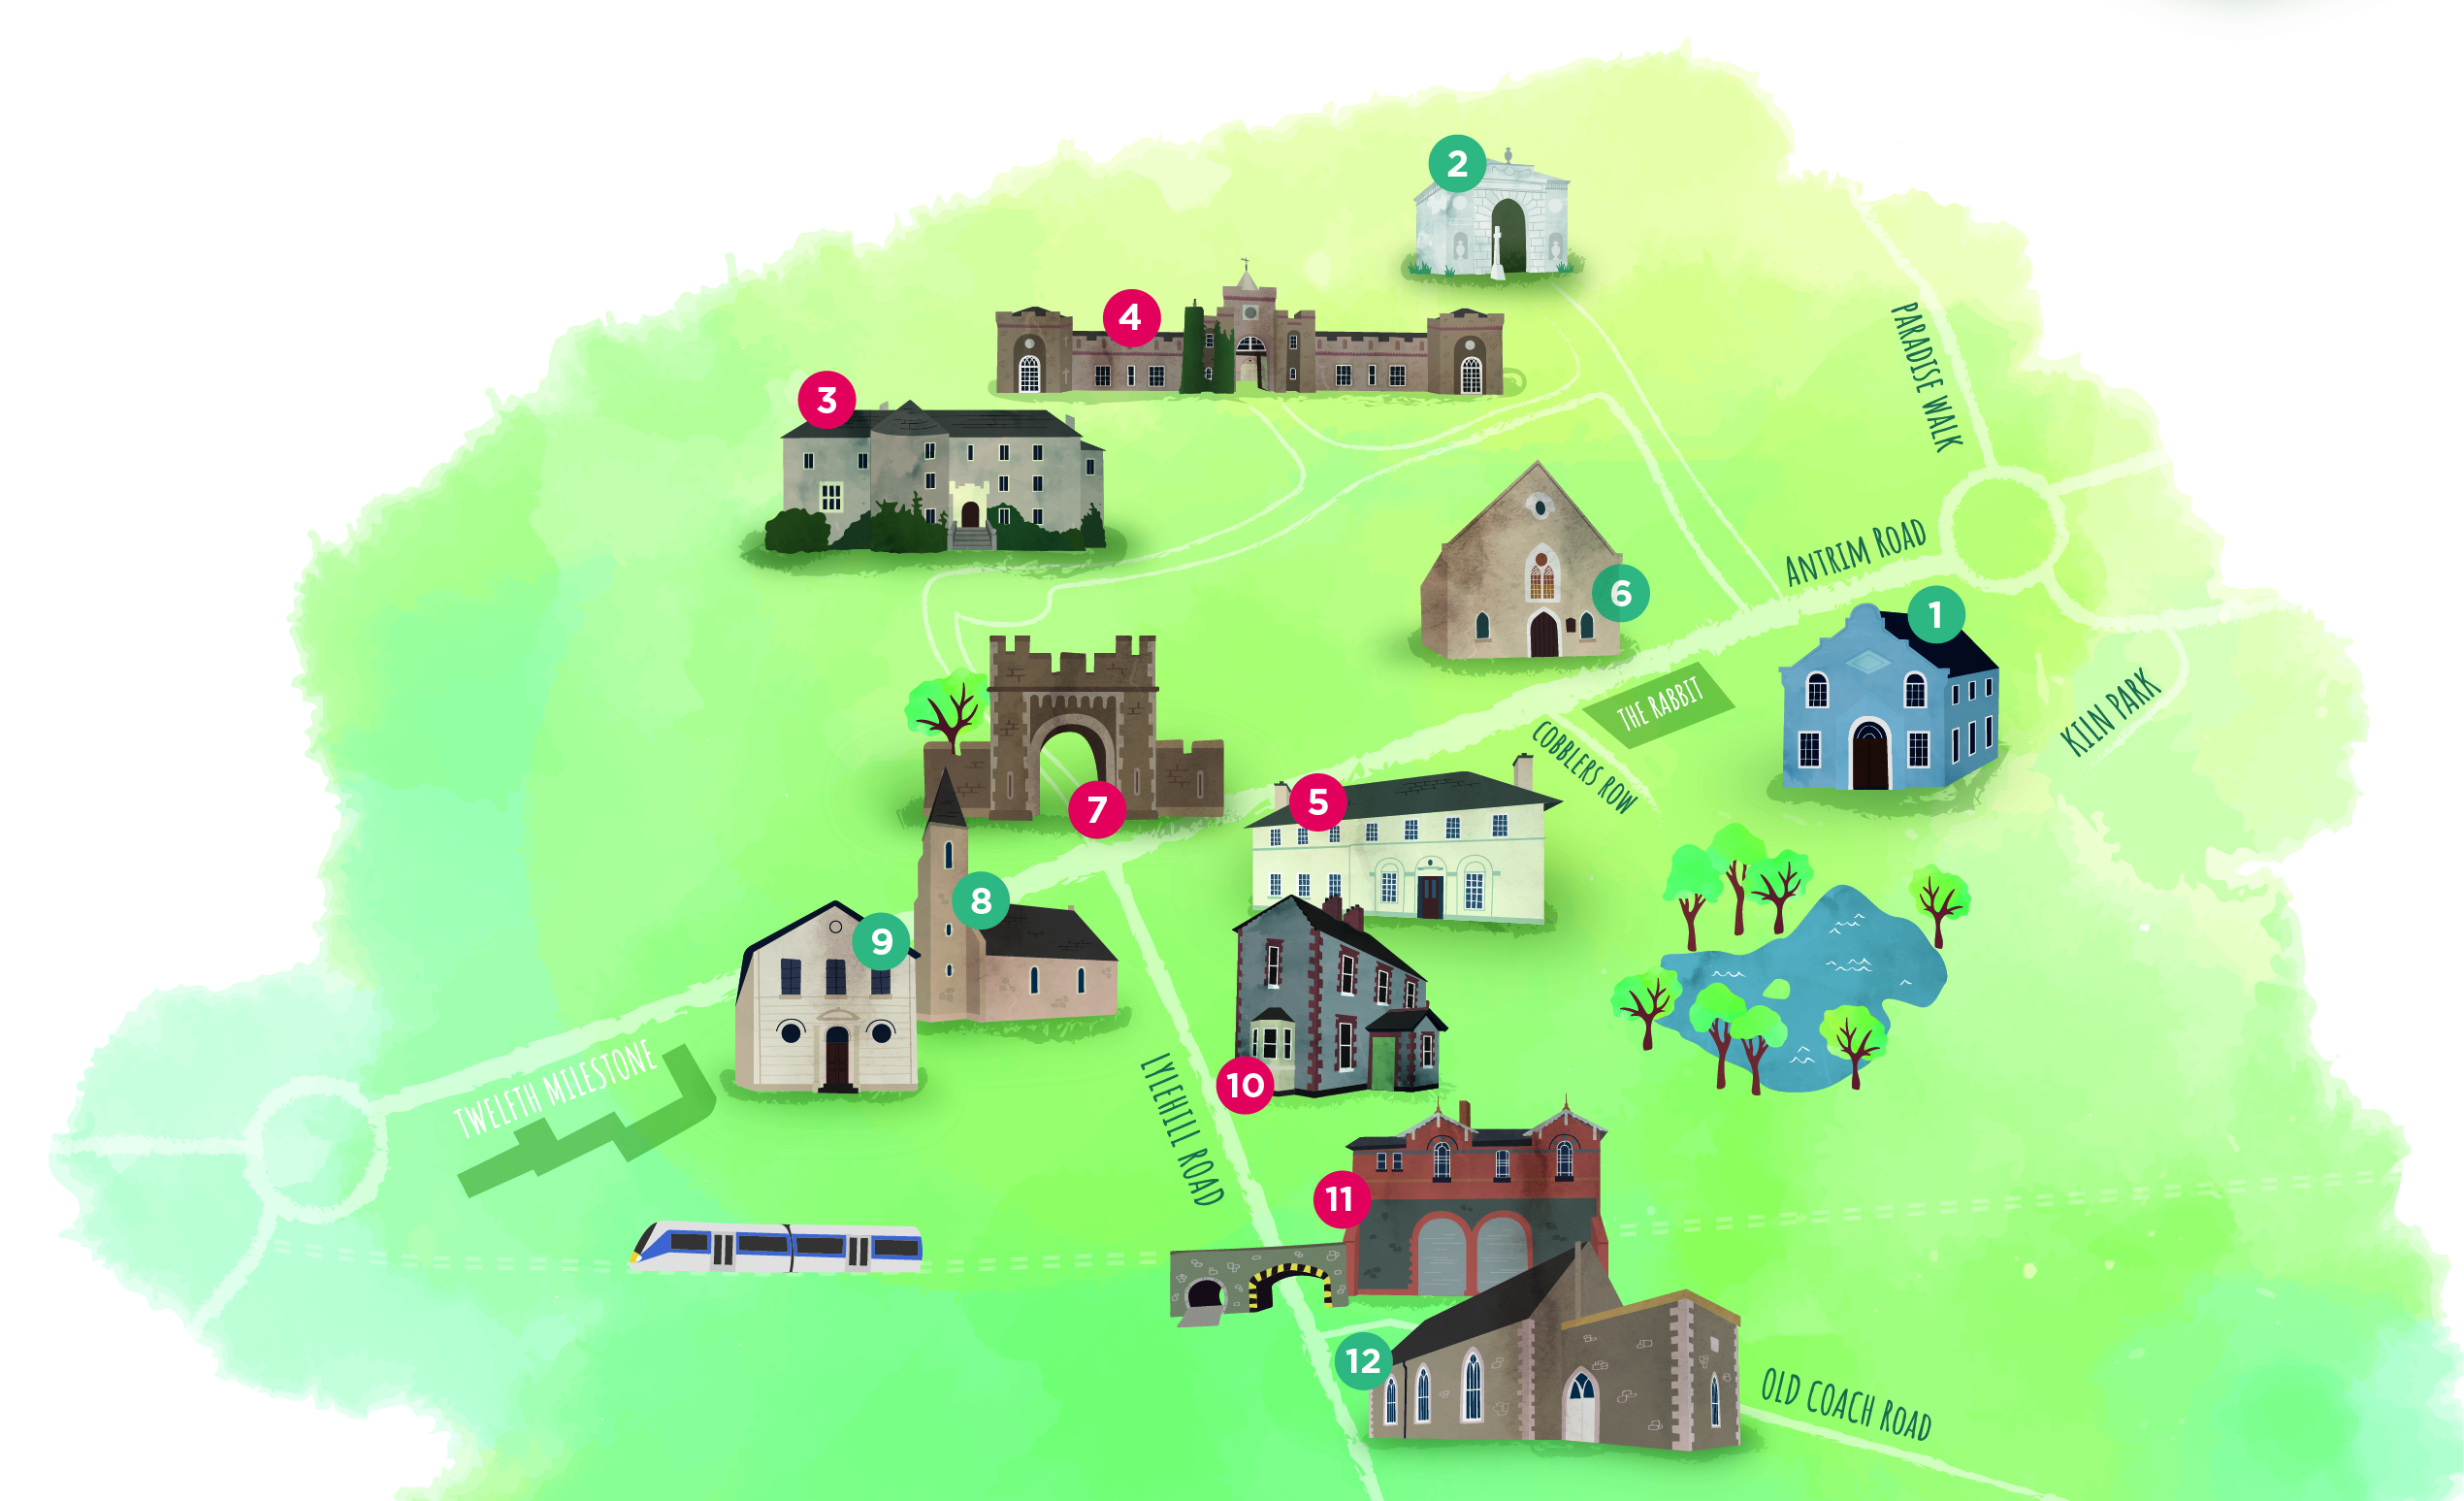 2
4
3
PARADISE WALK
ANTRIM ROAD
6
1
THE RABBIT
KILN PARK
COBBLERS ROW
7
5
8
9
TWELFTH MILESTONE
LYLEHILL ROAD
10
11
12
OLD COACH ROAD